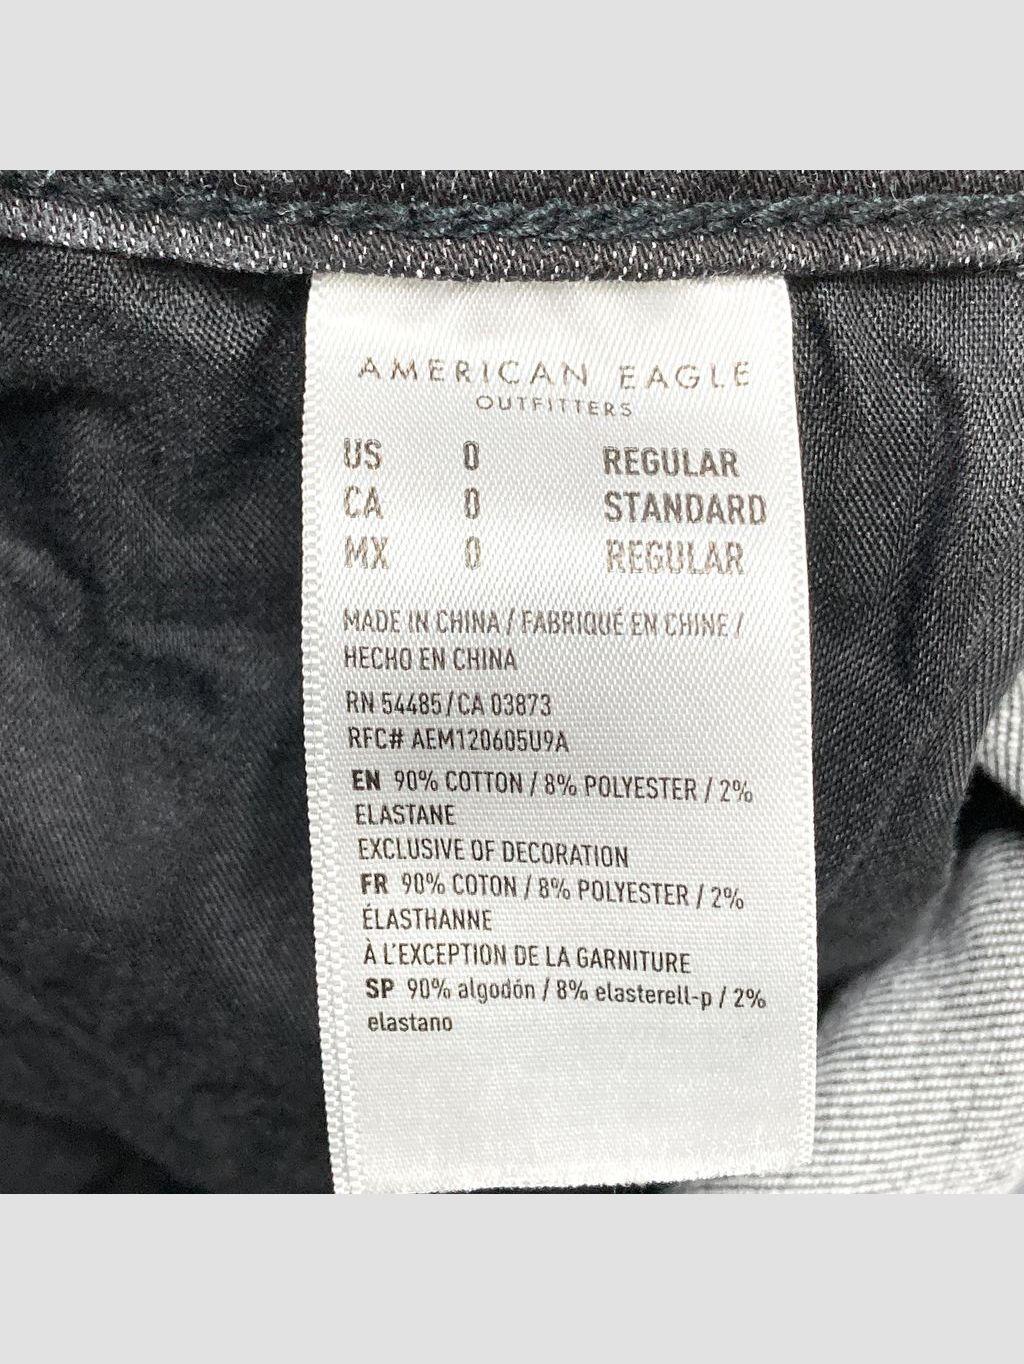 AMERICAN EAGLE
OUTFITTERS
US 0 REGULAR
CA 0 STANDARD
MX 0 REGULAR
MADE IN CHINA / FABRIQUÉ EN CHINE /
HECHO EN CHINA
RN 54485/CA 03873
RFC# AEM120605U9A
EN 90% COTTON / 8% POLYESTER / 2%
ELASTANE
EXCLUSIVE OF DECORATION
FR 90% COTON / 8% POLYESTER / 2%
ÉLASTHANNE
À L'EXCEPTION DE LA GARNITURE
SP 90% algodón / 8% elasterell-p / 2%
elastano